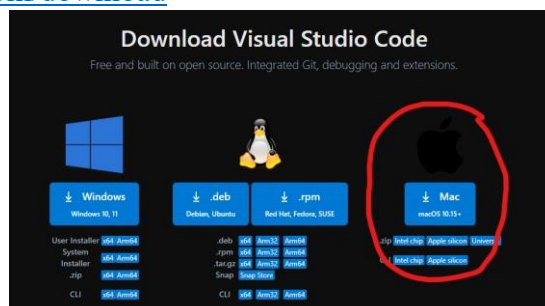 Download Visual Studio Code
Free and built on open source. Integrated Git, debugging and extensions.
Windows
Windows 10, 11
.deb
Debian, Ubuntu
.rpm
Red Hat, Fedora, SUSE
Mac
macOS 10.15+
User Installer x64 Arm64
System Installer x64 Arm64
.zip x64 Arm64
CLI x64 Arm64
.deb x64 Arm32 Arm64
.rpm x64 Arm32 Arm64
.tar.gz x64 Arm32 Arm64
Snap Snap Store
CLI x64 Arm32 Arm64
.zip Intel chip Apple silicon
Intel chip Apple silicon